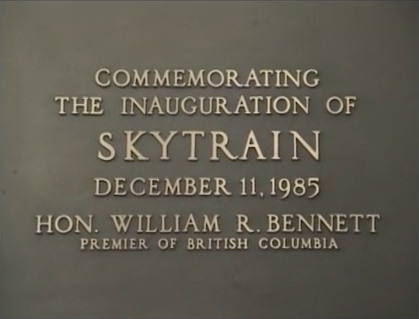 COMMEMORATING
THE INAUGURATION OF
SKYTRAIN
DECEMBER 11, 1985
HON. WILLIAM R. BENNETT
PREMIER OF BRITISH COLUMBIA